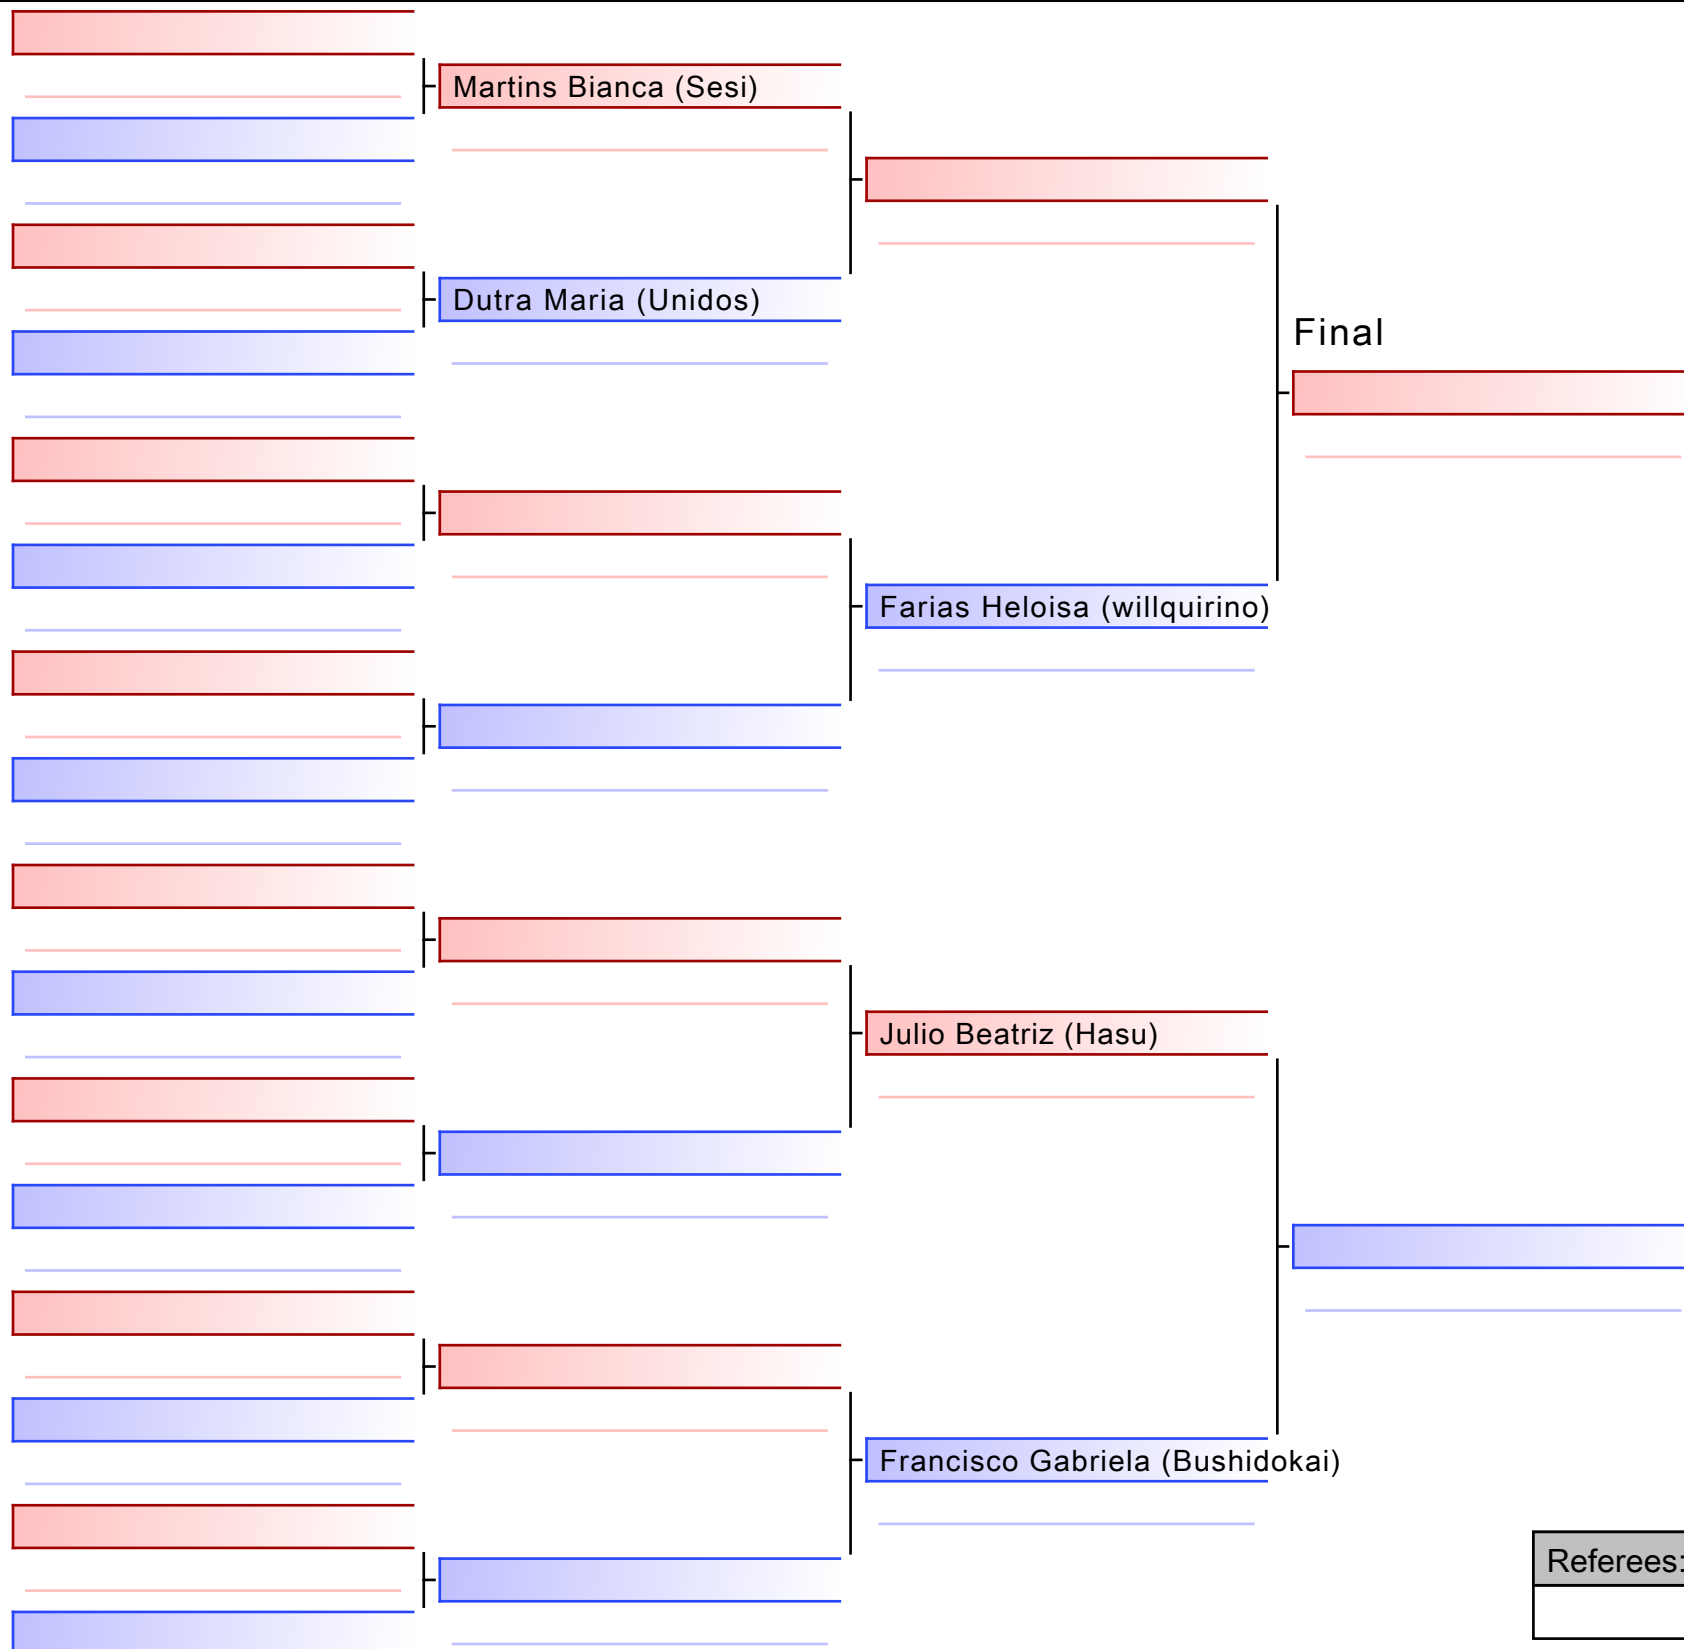 Martins Bianca (Sesi)
Dutra Maria (Unidos)
Final
Farias Heloisa (willquirino)
Julio Beatriz (Hasu)
Francisco Gabriela (Bushidokai)
Referees: